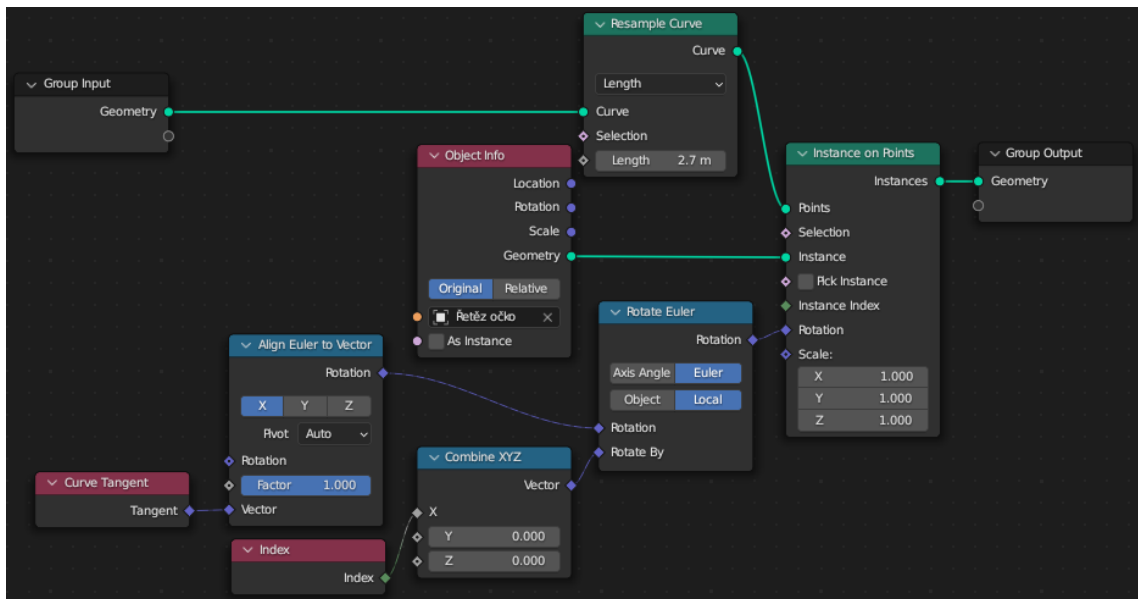 Group Input
Geometry
Resample Curve
Curve
Length
Curve
Selection
Length 2.7 m
Object Info
Location
Rotation
Scale
Geometry
Original Relative
Řetěz očko
As Instance
Instance on Points
Instances
Points
Selection
Instance
Pick Instance
Instance Index
Rotation
Scale:
X 1.000
Y 1.000
Z 1.000
Group Output
Geometry
Rotate Euler
Rotation
Axis Angle Euler
Object Local
Rotation
Rotate By
Align Euler to Vector
Rotation
X Y Z
Pivot Auto
Rotation
Factor 1.000
Vector
Combine XYZ
Vector
X
Y 0.000
Z 0.000
Curve Tangent
Tangent
Index
Index